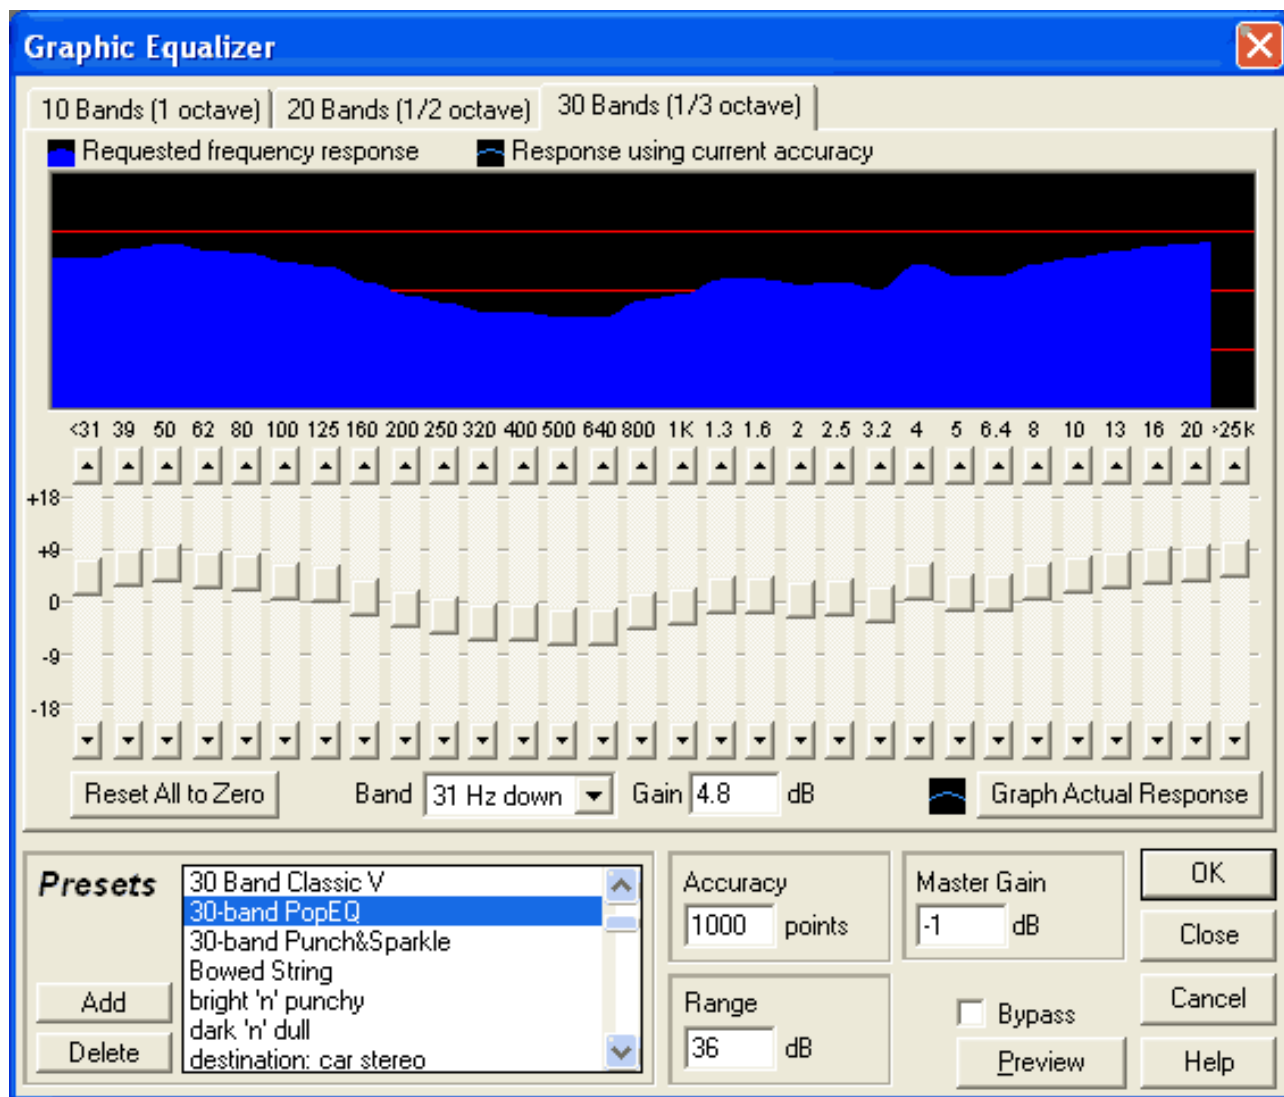 Graphic Equalizer
10 Bands (1 octave) 20 Bands (1/2 octave) 30 Bands (1/3 octave)
Requested frequency response Response using current accuracy
<31 39 50 62 80 100 125 160 200 250 320 400 500 640 800 1K 1.3 1.6 2 2.5 3.2 4 5 6.4 8 10 13 16 20 >25K
+18
+9
0
-9
-18
Reset All to Zero Band 31 Hz down Gain 4.8 dB Graph Actual Response
Presets
30 Band Classic V
30-band PopEQ
30-band Punch&Sparkle
Bowed String
bright 'n' punchy
dark 'n' dull
destination: car stereo
Add
Delete
Accuracy
1000 points
Range
36 dB
Master Gain
-1 dB
Bypass
Preview
OK
Close
Cancel
Help